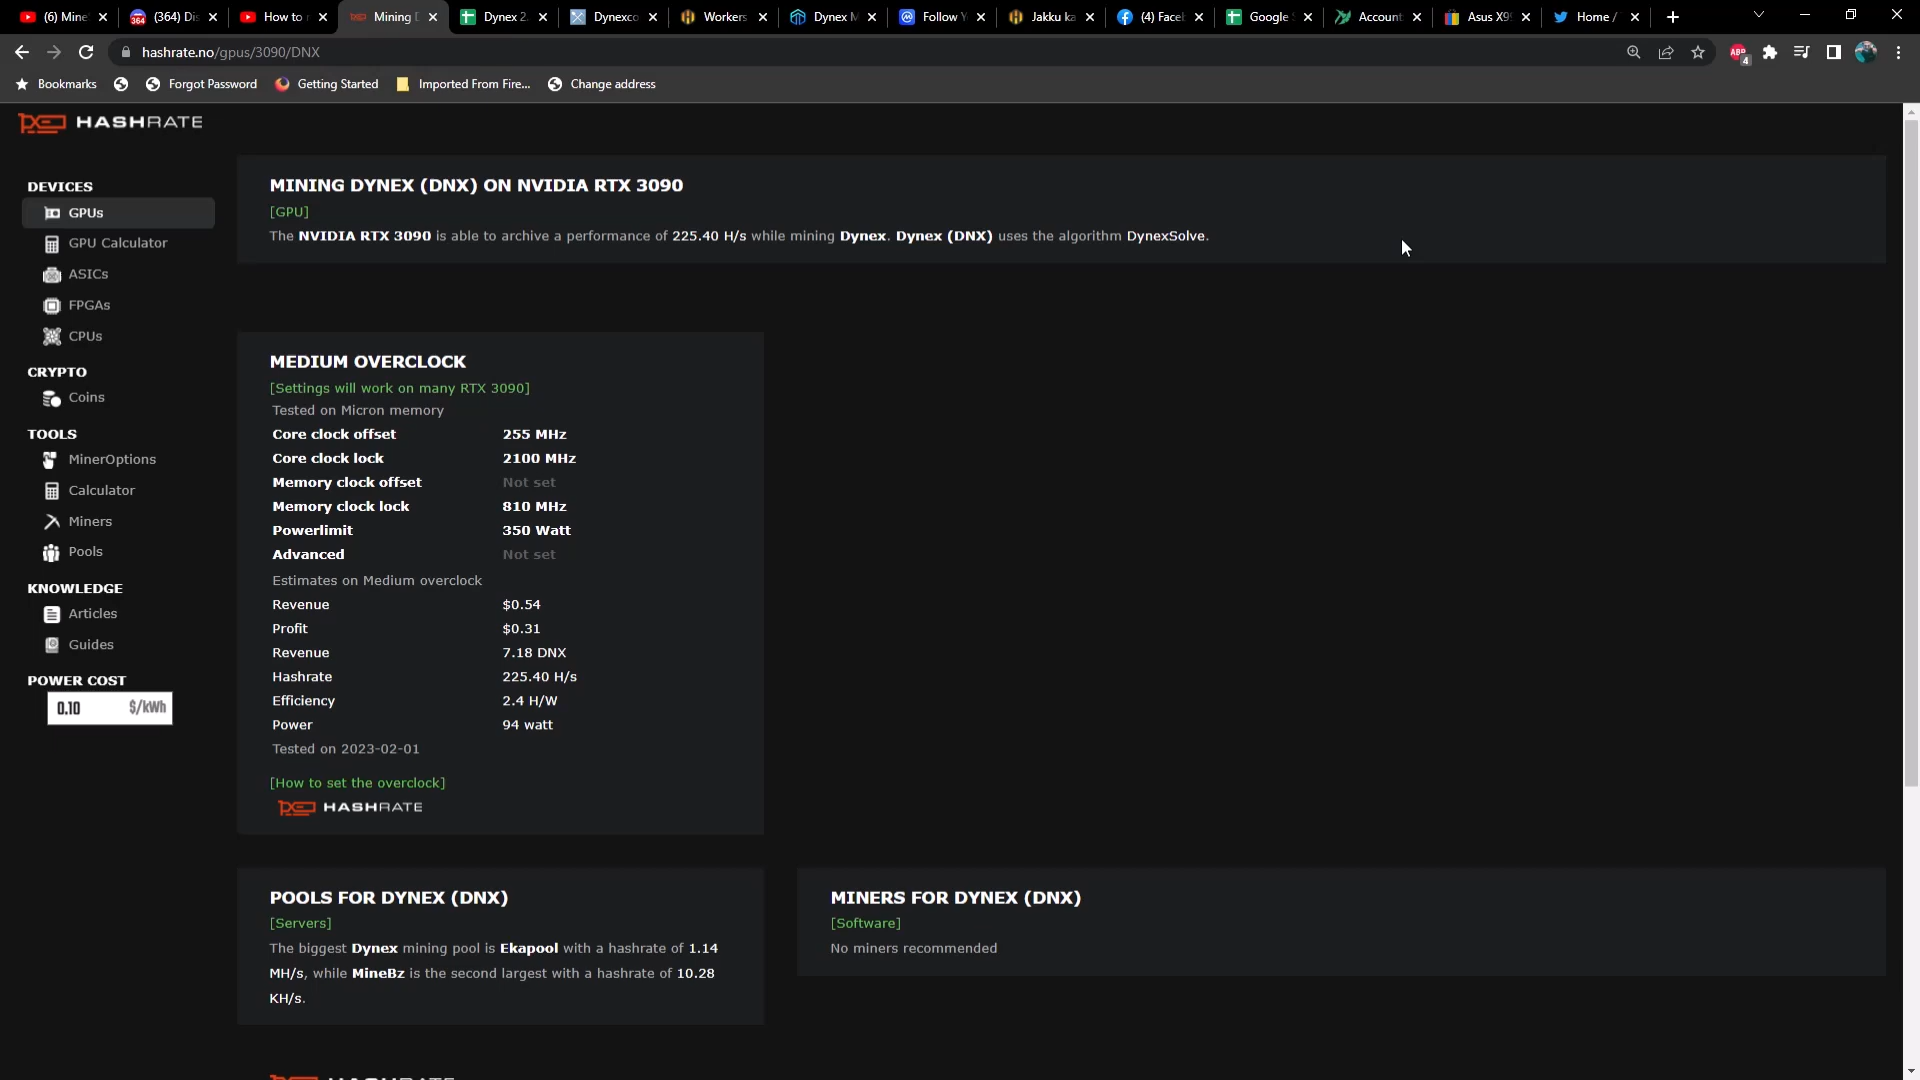 (6) Mine
(364) Di
How to
Mining D
Dynex 2.
Dynexco
Workers
Dynex M
Follow Y
Jakku ka
(4) Face
Google
Account
Asus X9
Home /
hashrate.no/gpus/3090/DNX
ABP
4
Bookmarks
Forgot Password
Getting Started
Imported From Fire...
Change address
HASHRATE
DEVICES
GPUs
GPU Calculator
ASICs
FPGAs
CPUs
CRYPTO
Coins
TOOLS
MinerOptions
Calculator
Miners
Pools
KNOWLEDGE
Articles
Guides
POWER COST
0.10 $/kWh
MINING DYNEX (DNX) ON NVIDIA RTX 3090
[GPU]
The NVIDIA RTX 3090 is able to archive a performance of 225.40 H/s while mining Dynex. Dynex (DNX) uses the algorithm DynexSolve.
MEDIUM OVERCLOCK
[Settings will work on many RTX 3090]
Tested on Micron memory
Core clock offset 255 MHz
Core clock lock 2100 MHz
Memory clock offset Not set
Memory clock lock 810 MHz
Powerlimit 350 Watt
Advanced Not set
Estimates on Medium overclock
Revenue $0.54
Profit $0.31
Revenue 7.18 DNX
Hashrate 225.40 H/s
Efficiency 2.4 H/W
Power 94 watt
Tested on 2023-02-01
[How to set the overclock]
HASHRATE
POOLS FOR DYNEX (DNX)
[Servers]
The biggest Dynex mining pool is Ekapool with a hashrate of 1.14
MH/s, while MineBz is the second largest with a hashrate of 10.28
KH/s.
MINERS FOR DYNEX (DNX)
[Software]
No miners recommended
HASHRATE